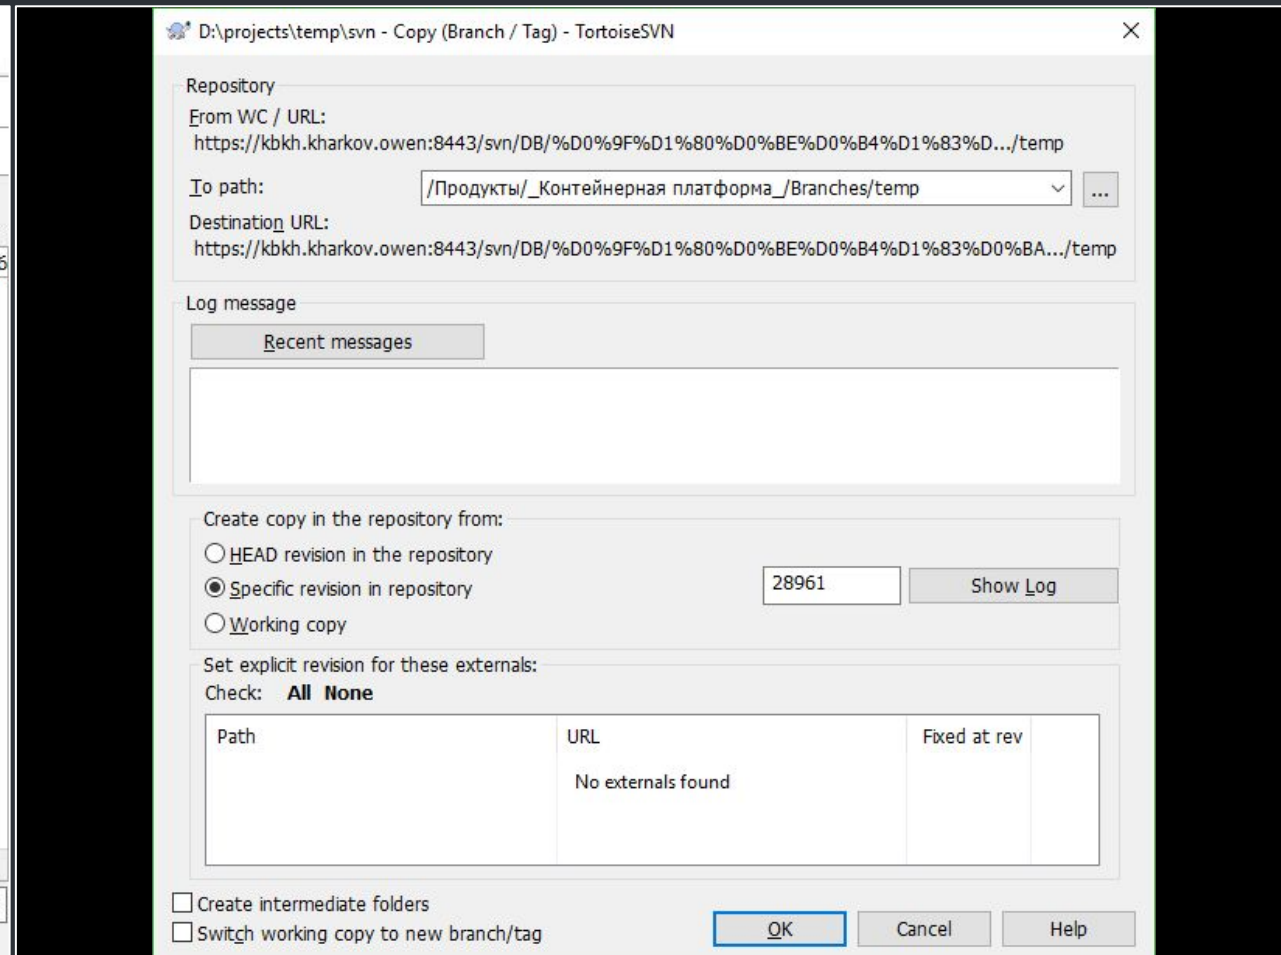 D:\projects\temp\svn - Copy (Branch / Tag) - TortoiseSVN
Repository
From WC / URL:
https://kbkh.kharkov.owen:8443/svn/DB/%D0%9F%D1%80%D0%BE%D0%B4%D1%83%D.../temp
To path: /Продукты/_Контейнерная платформа_/Branches/temp ...
Destination URL:
https://kbkh.kharkov.owen:8443/svn/DB/%D0%9F%D1%80%D0%BE%D0%B4%D1%83%D0%BA.../temp
Log message
Recent messages
Create copy in the repository from:
HEAD revision in the repository
Specific revision in repository 28961 Show Log
Working copy
Set explicit revision for these externals:
Check: All None
Path URL Fixed at rev
No externals found
Create intermediate folders
Switch working copy to new branch/tag
OK Cancel Help